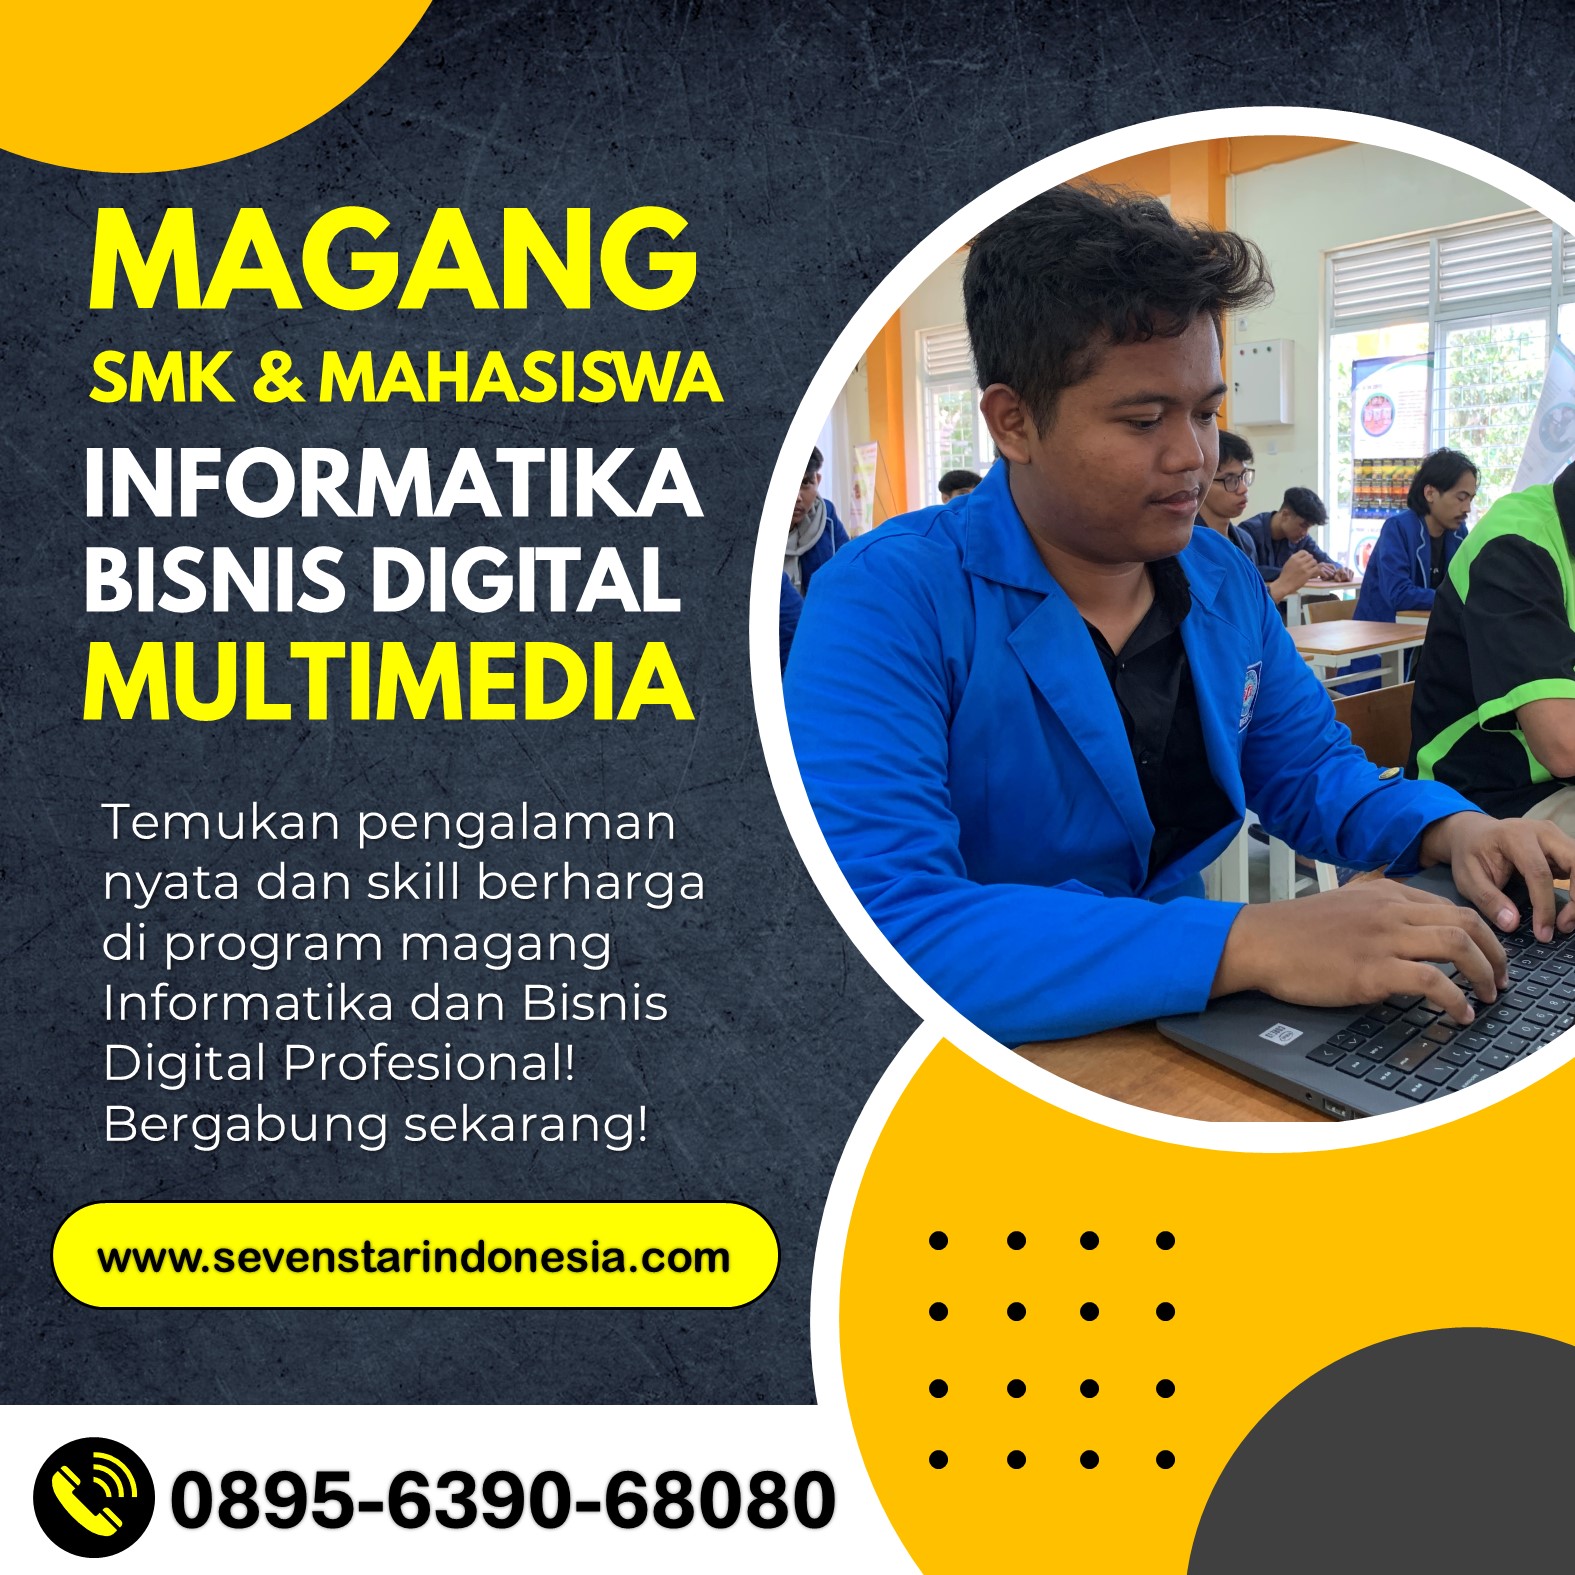 MAGANG
SMK & MAHASISWA
INFORMATIKA
BISNIS DIGITAL
MULTIMEDIA
Temukan pengalaman
nyata dan skill berharga
di program magang
Informatika dan Bisnis
Digital Profesional!
Bergabung sekarang!
www.sevenstarindonesia.com
0895-6390-68080